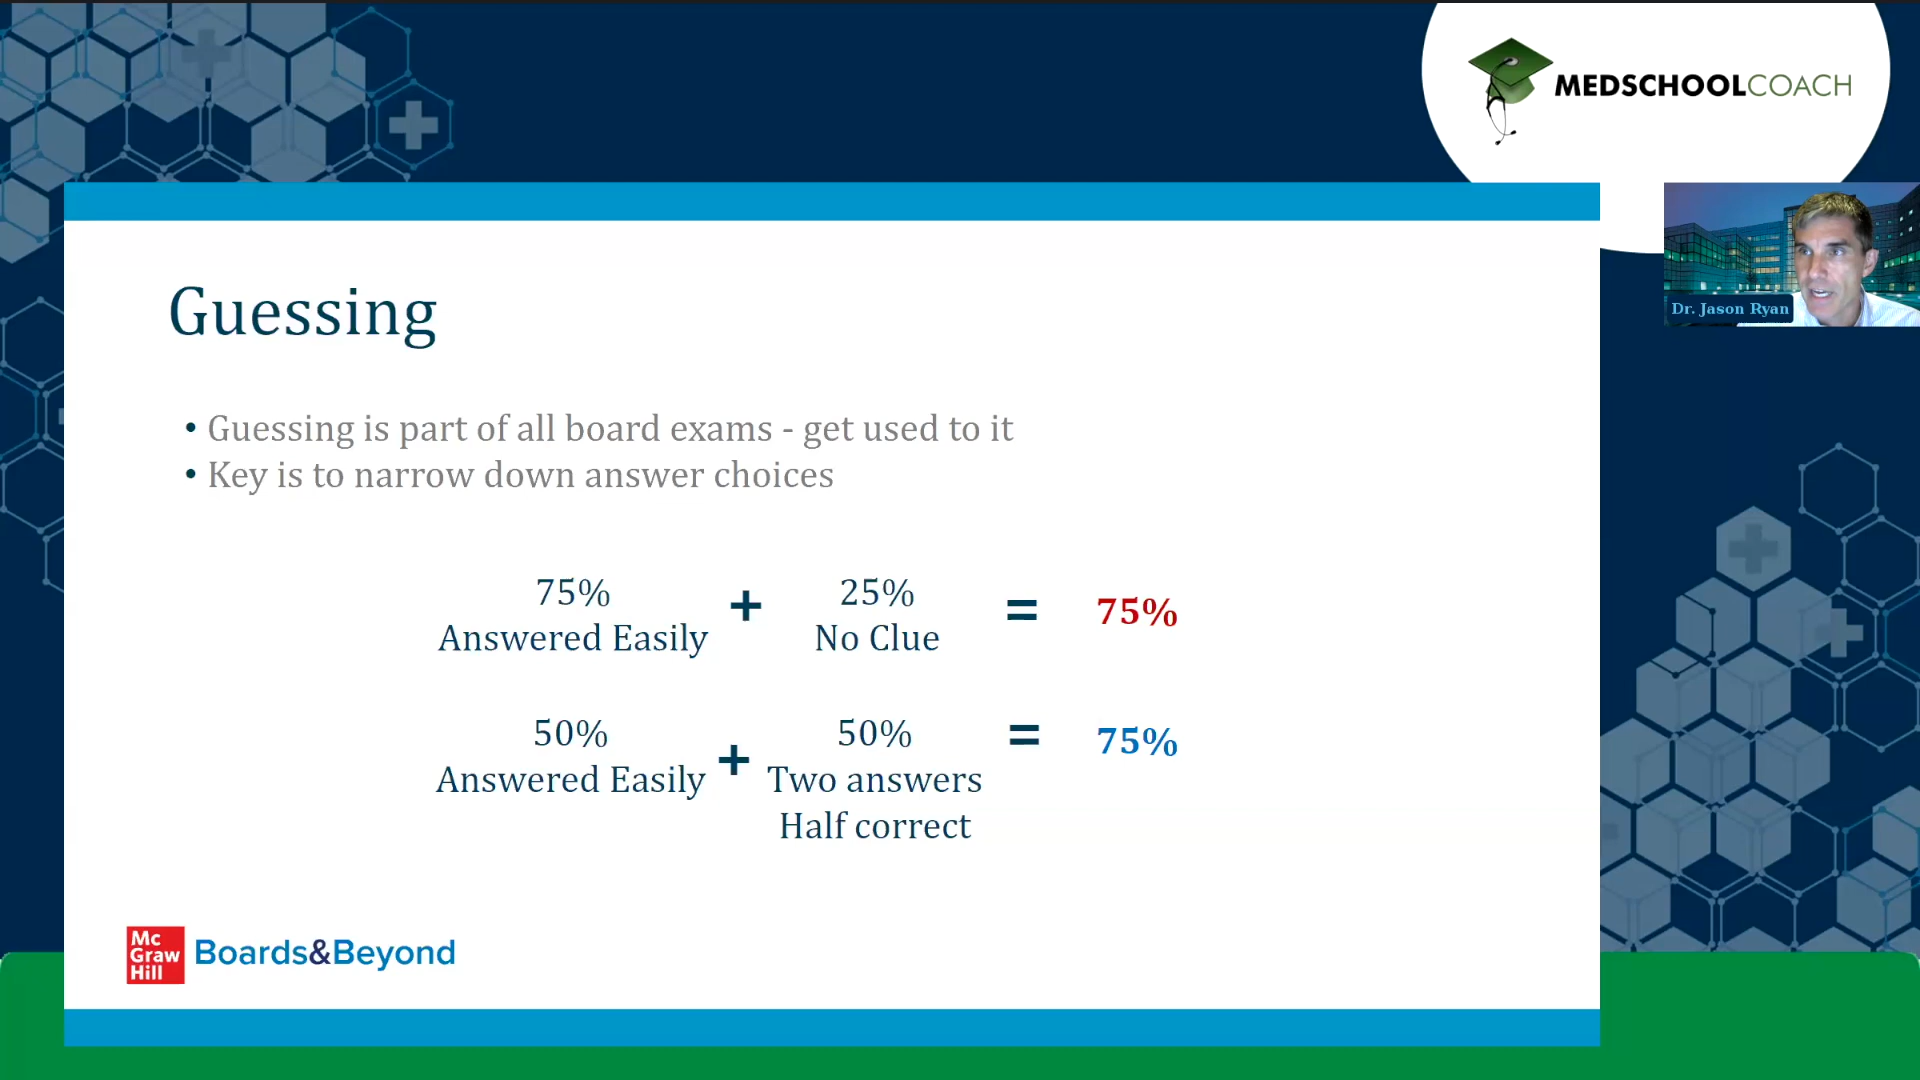 MEDSCHOOLCOACH
Dr. Jason Ryan
Guessing
• Guessing is part of all board exams - get used to it
• Key is to narrow down answer choices
75% + 25% = 75%
Answered Easily No Clue
50% + 50% = 75%
Answered Easily Two answers
Half correct
Mc
Graw
Hill
Boards&Beyond